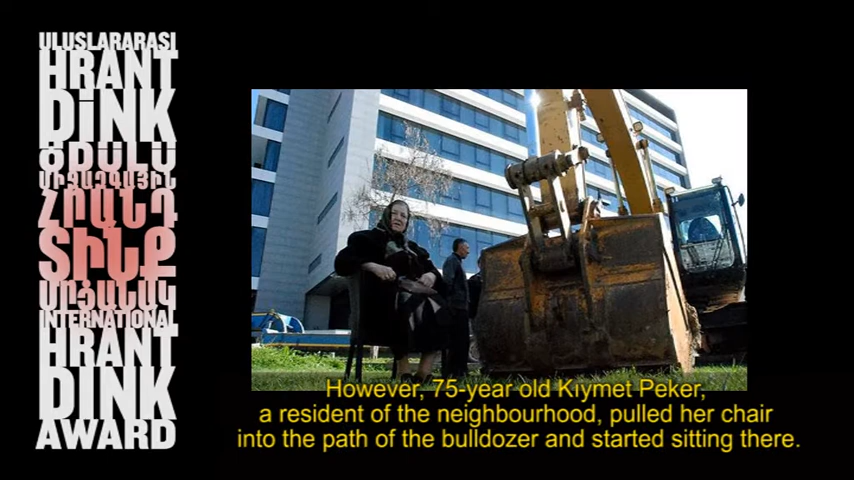 ULUSLARARASI
HRANT
DİNK
ÖDÜLÜ
ՄԻՋԱԶԳԱՅԻՆ
ՀՐԱՆԴ
ՏԻՆՔ
ՄՐՑԱՆԱԿ
INTERNATIONAL
HRANT
DINK
AWARD
However, 75-year old Kıymet Peker,
a resident of the neighbourhood, pulled her chair
into the path of the bulldozer and started sitting there.